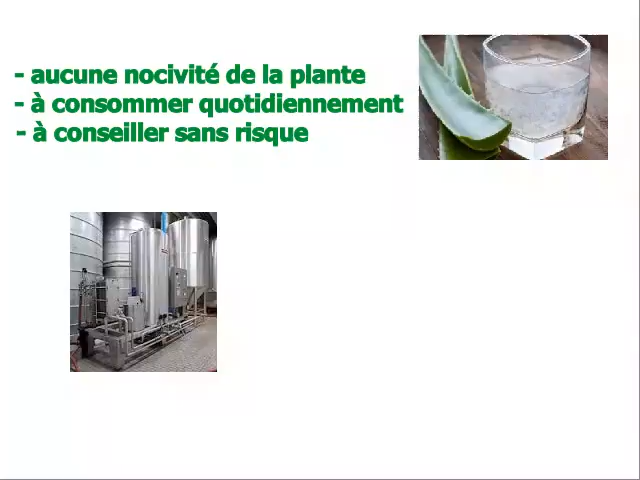 - aucune nocivité de la plante
- à consommer quotidiennement
- à conseiller sans risque